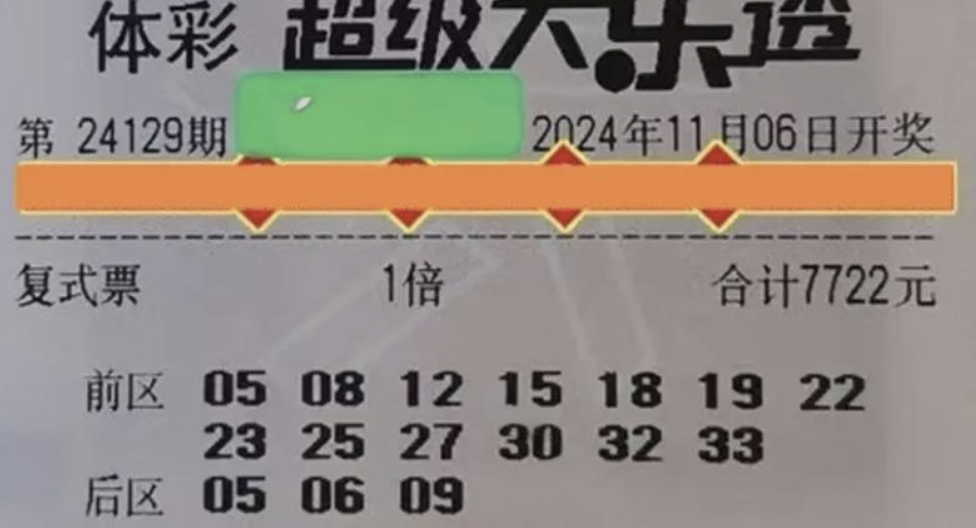 体彩 超级大乐透
第 24129期 2024年11月06日开奖
复式票 1倍 合计7722元
前区 05 08 12 15 18 19 22
23 25 27 30 32 33
后区 05 06 09